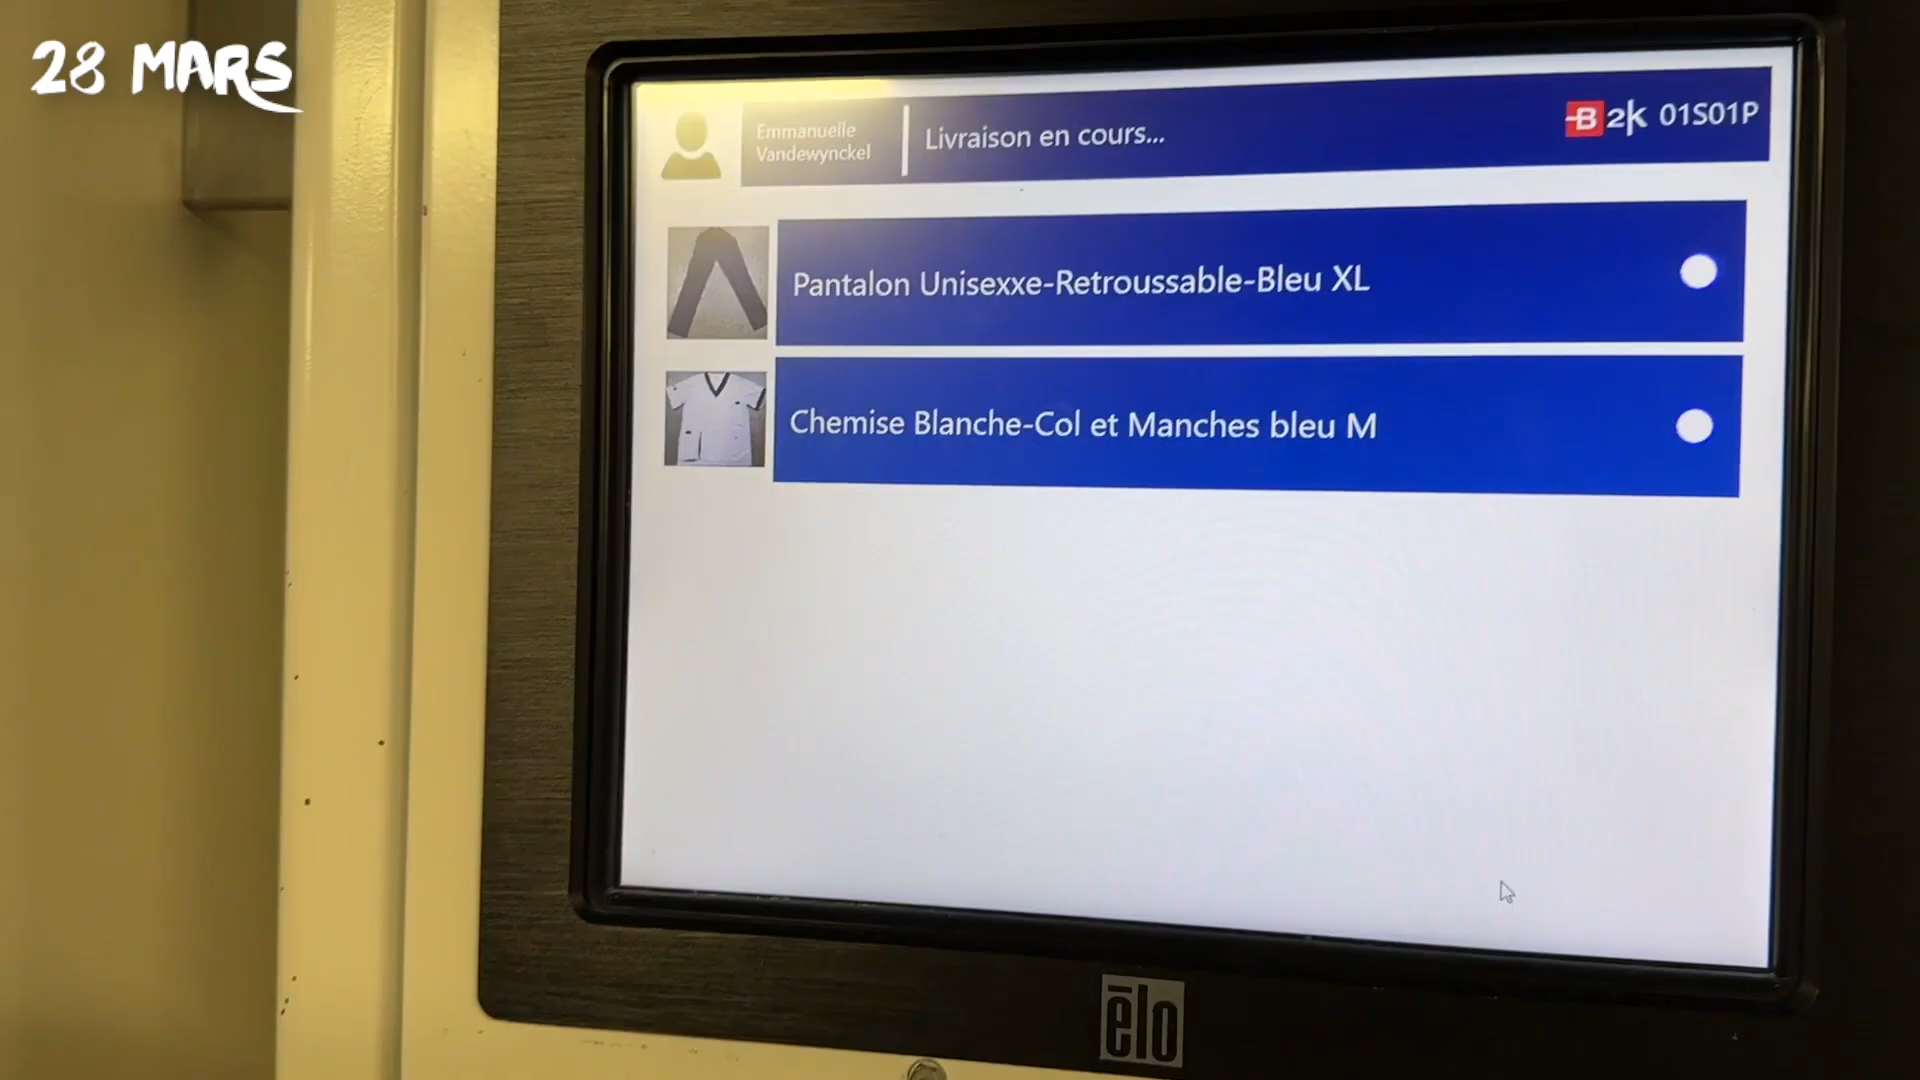 28 MARS
Emmanuelle
Vandewynckel
Livraison en cours...
B2k 01S01P
Pantalon Unisexxe-Retroussable-Bleu XL
Chemise Blanche-Col et Manches bleu M
ēlo